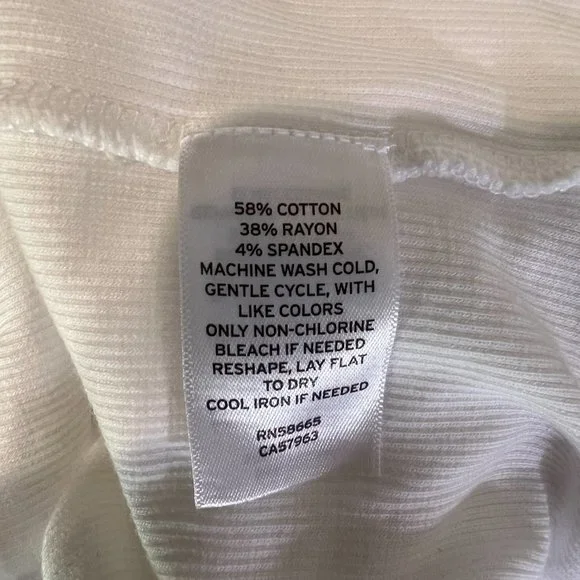 58% COTTON
38% RAYON
4% SPANDEX
MACHINE WASH COLD,
GENTLE CYCLE, WITH
LIKE COLORS
ONLY NON-CHLORINE
BLEACH IF NEEDED
RESHAPE, LAY FLAT
TO DRY
COOL IRON IF NEEDED
RN58665
CA57963